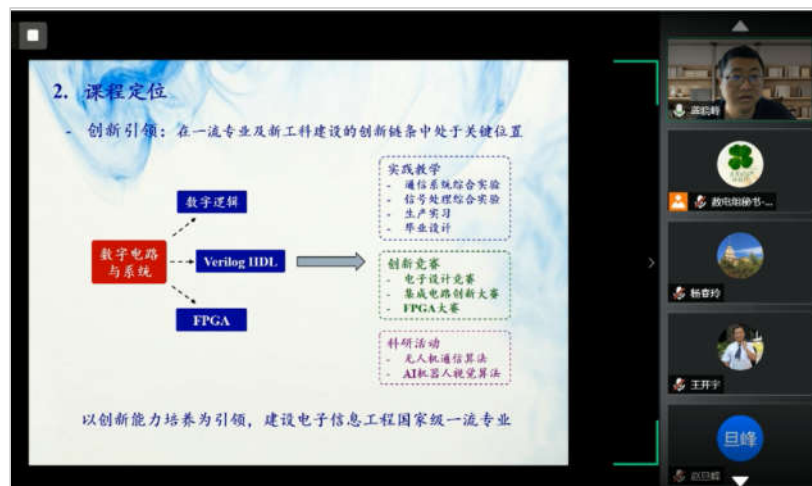 2. 课程定位
- 创新引领：在一流专业及新工科建设的创新链条中处于关键位置
数字电路
与系统
数字逻辑
Verilog HDL
FPGA
实践教学
- 通信系统综合实验
- 信号处理综合实验
- 生产实习
- 毕业设计
创新竞赛
- 电子设计竞赛
- 集成电路创新大赛
- FPGA大赛
科研活动
- 无人机通信算法
- AI机器人视觉算法
以创新能力培养为引领，建设电子信息工程国家级一流专业
杨春玲
王开宇
旦峰